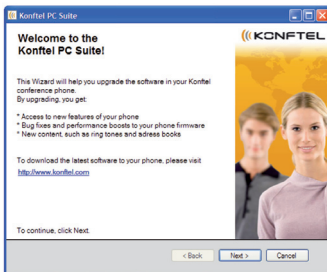 Konftel PC Suite
Welcome to the
Konftel PC Suite!
KONFTEL
This Wizard will help you upgrade the software in your Konftel
conference phone.
By upgrading, you get:
* Access to new features of your phone
* Bug fixes and performance boosts to your phone firmware
* New content, such as ring tones and adress books
To download the latest software to your phone, please visit
http://www.konftel.com
To continue, click Next.
< Back
Next >
Cancel